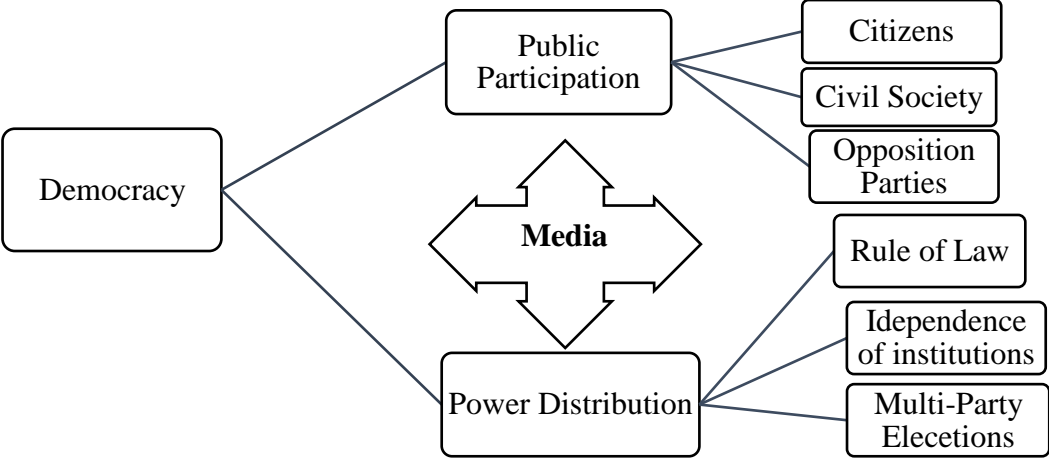 Democracy
Public
Participation
Citizens
Civil Society
Opposition
Parties
Media
Power Distribution
Rule of Law
Idependence
of institutions
Multi-Party
Elecetions